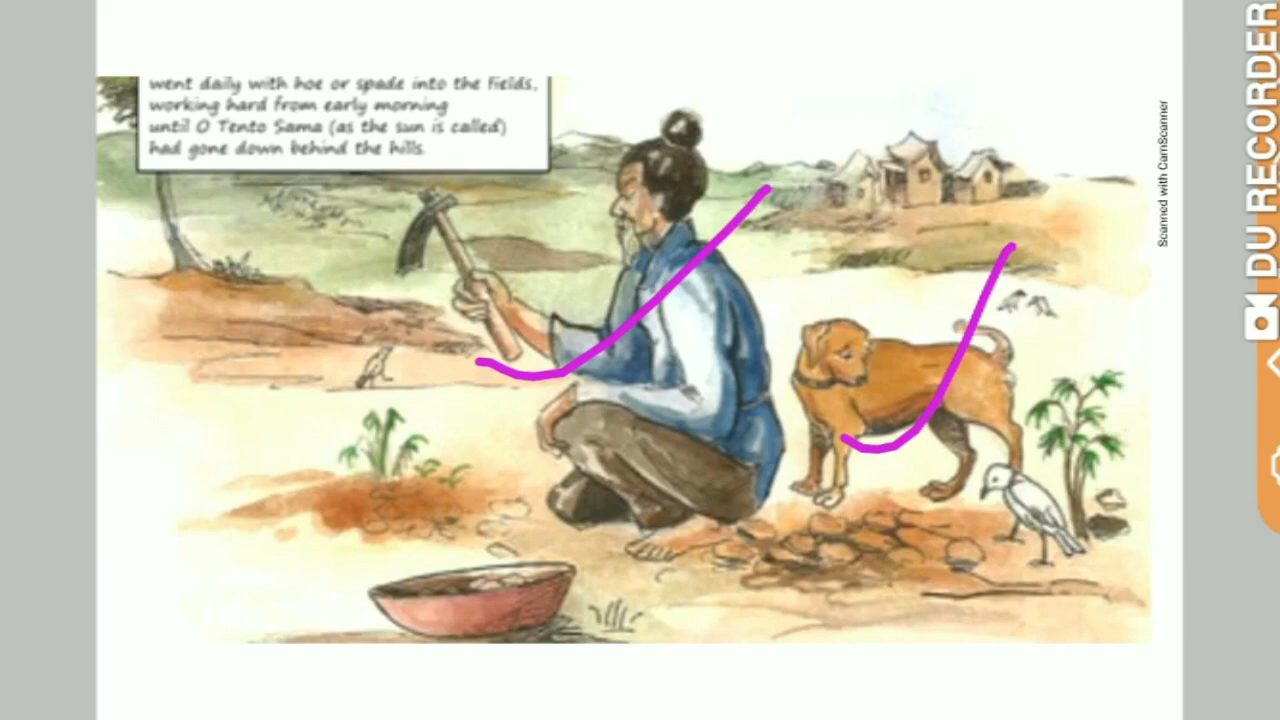 went daily with hoe or spade into the fields,
working hard from early morning
until O Tento Sama (as the sun is called)
had gone down behind the hills.
Scanned with CamScanner
DU RECORDER